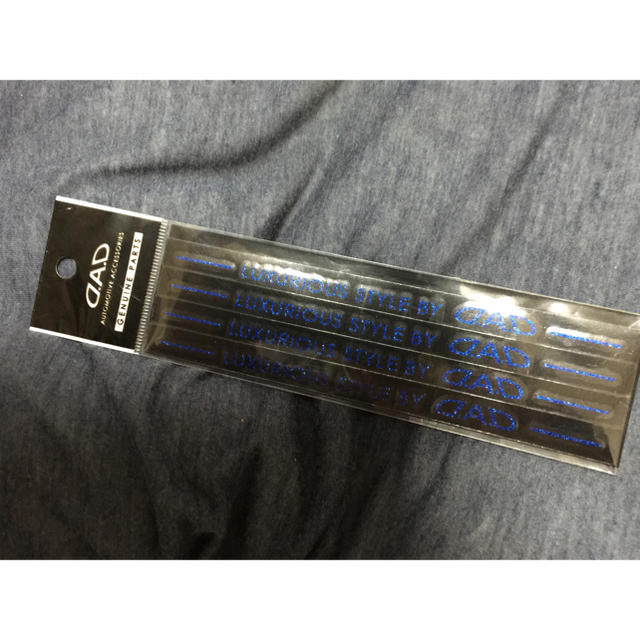 D.A.D
AUTOMOTIVE ACCESSORIES
GENUINE PARTS
LUXURIOUS STYLE BY DAD
LUXURIOUS STYLE BY DAD
LUXURIOUS STYLE BY DAD
LUXURIOUS STYLE BY DAD